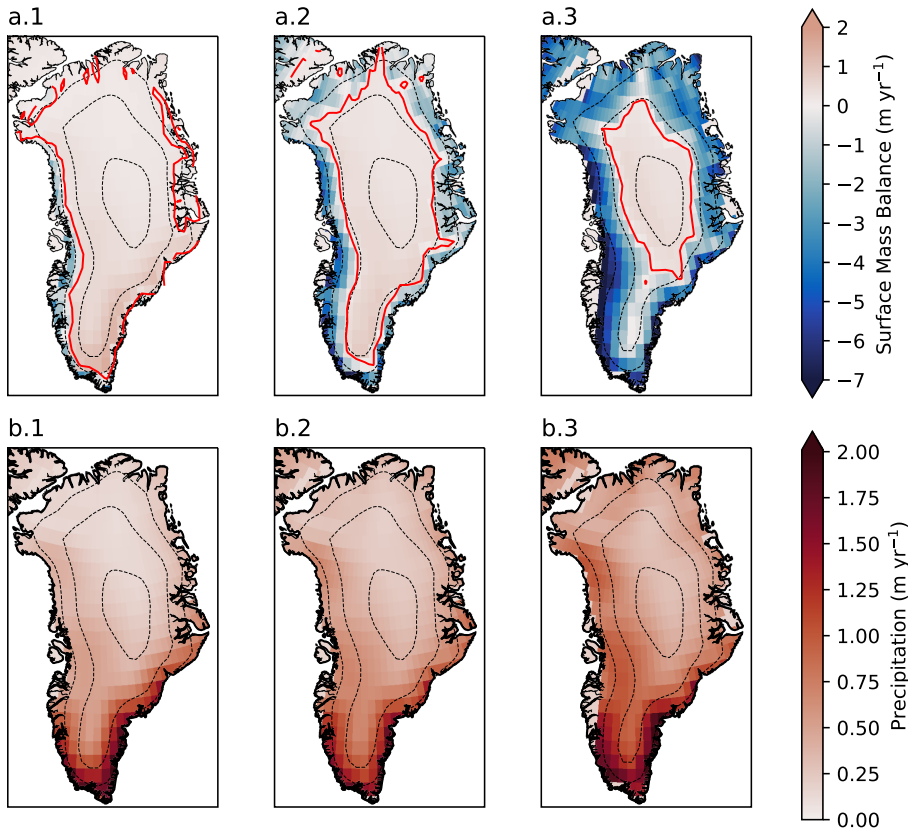 a.1
a.2
a.3
2
1
0
−1
−2
−3
−4
−5
−6
−7
Surface Mass Balance (m yr⁻¹)
b.1
b.2
b.3
2.00
1.75
1.50
1.25
1.00
0.75
0.50
0.25
0.00
Precipitation (m yr⁻¹)